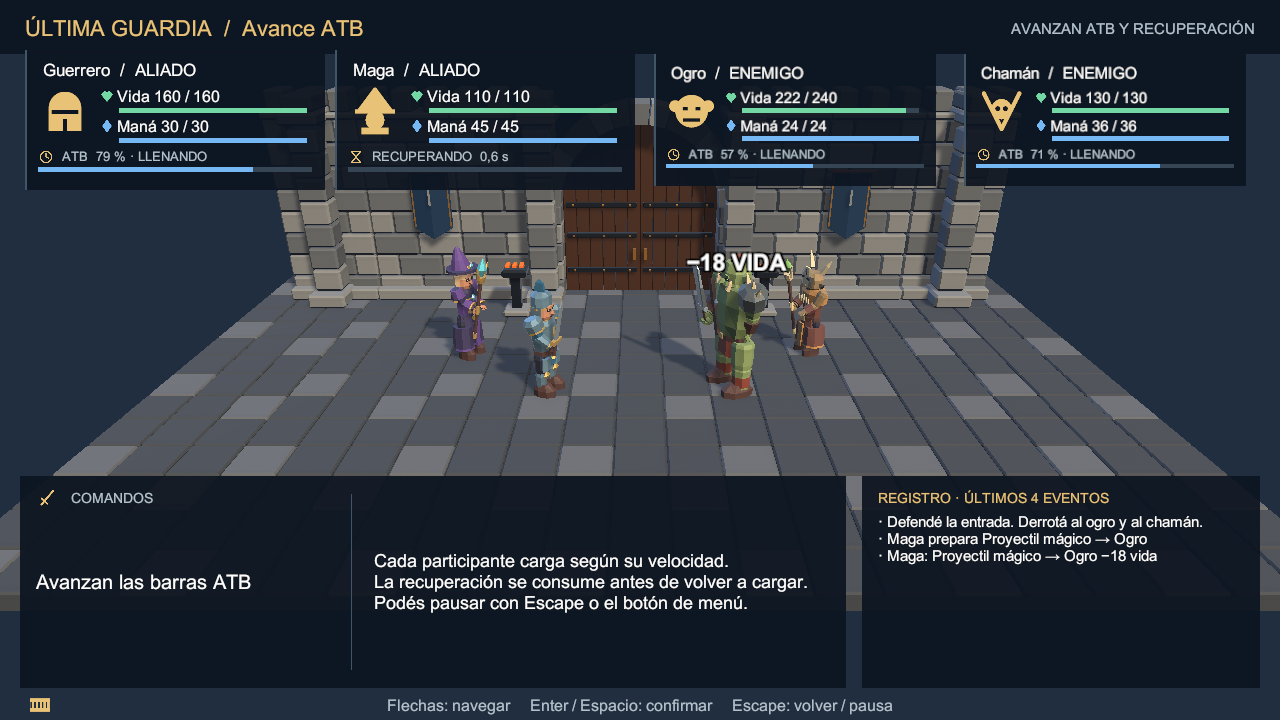 ÚLTIMA GUARDIA / Avance ATB
AVANZAN ATB Y RECUPERACIÓN
Guerrero / ALIADO
Vida 160 / 160
Maná 30 / 30
ATB 79 % · LLENANDO
Maga / ALIADO
Vida 110 / 110
Maná 45 / 45
RECUPERANDO 0,6 s
Ogro / ENEMIGO
Vida 222 / 240
Maná 24 / 24
ATB 57 % · LLENANDO
Chamán / ENEMIGO
Vida 130 / 130
Maná 36 / 36
ATB 71 % · LLENANDO
−18 VIDA
COMANDOS
Avanzan las barras ATB
Cada participante carga según su velocidad.
La recuperación se consume antes de volver a cargar.
Podés pausar con Escape o el botón de menú.
REGISTRO · ÚLTIMOS 4 EVENTOS
· Defendé la entrada. Derrotá al ogro y al chamán.
· Maga prepara Proyectil mágico → Ogro
· Maga: Proyectil mágico → Ogro −18 vida
Flechas: navegar Enter / Espacio: confirmar Escape: volver / pausa